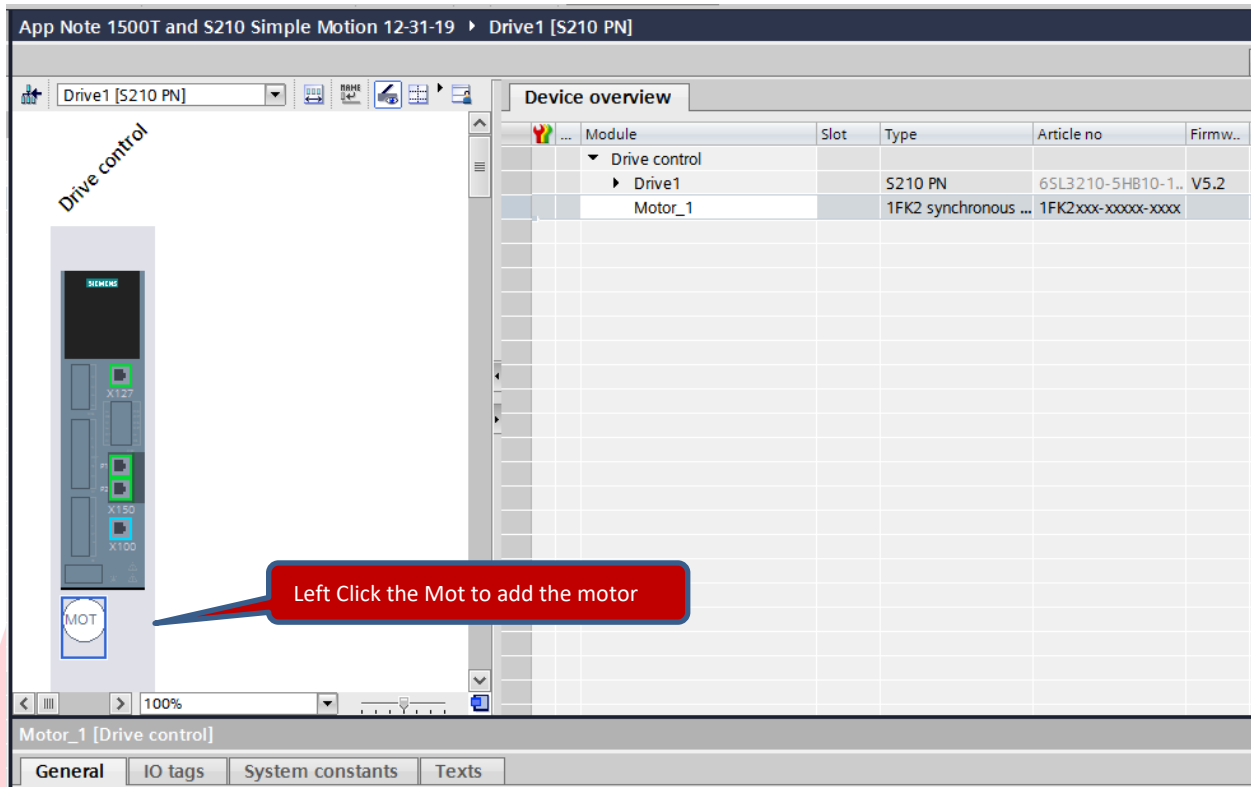 App Note 1500T and S210 Simple Motion 12-31-19 ▸ Drive1 [S210 PN]
Drive1 [S210 PN]
NAME
Device overview
... Module Slot Type Article no Firmw..
Drive control
Drive1 S210 PN 6SL3210-5HB10-1.. V5.2
Motor_1 1FK2 synchronous ... 1FK2xxx-xxxxx-xxxx
Drive control
SIEMENS
X127
P1
P2
X150
X100
Left Click the Mot to add the motor
MOT
100%
Motor_1 [Drive control]
General IO tags System constants Texts